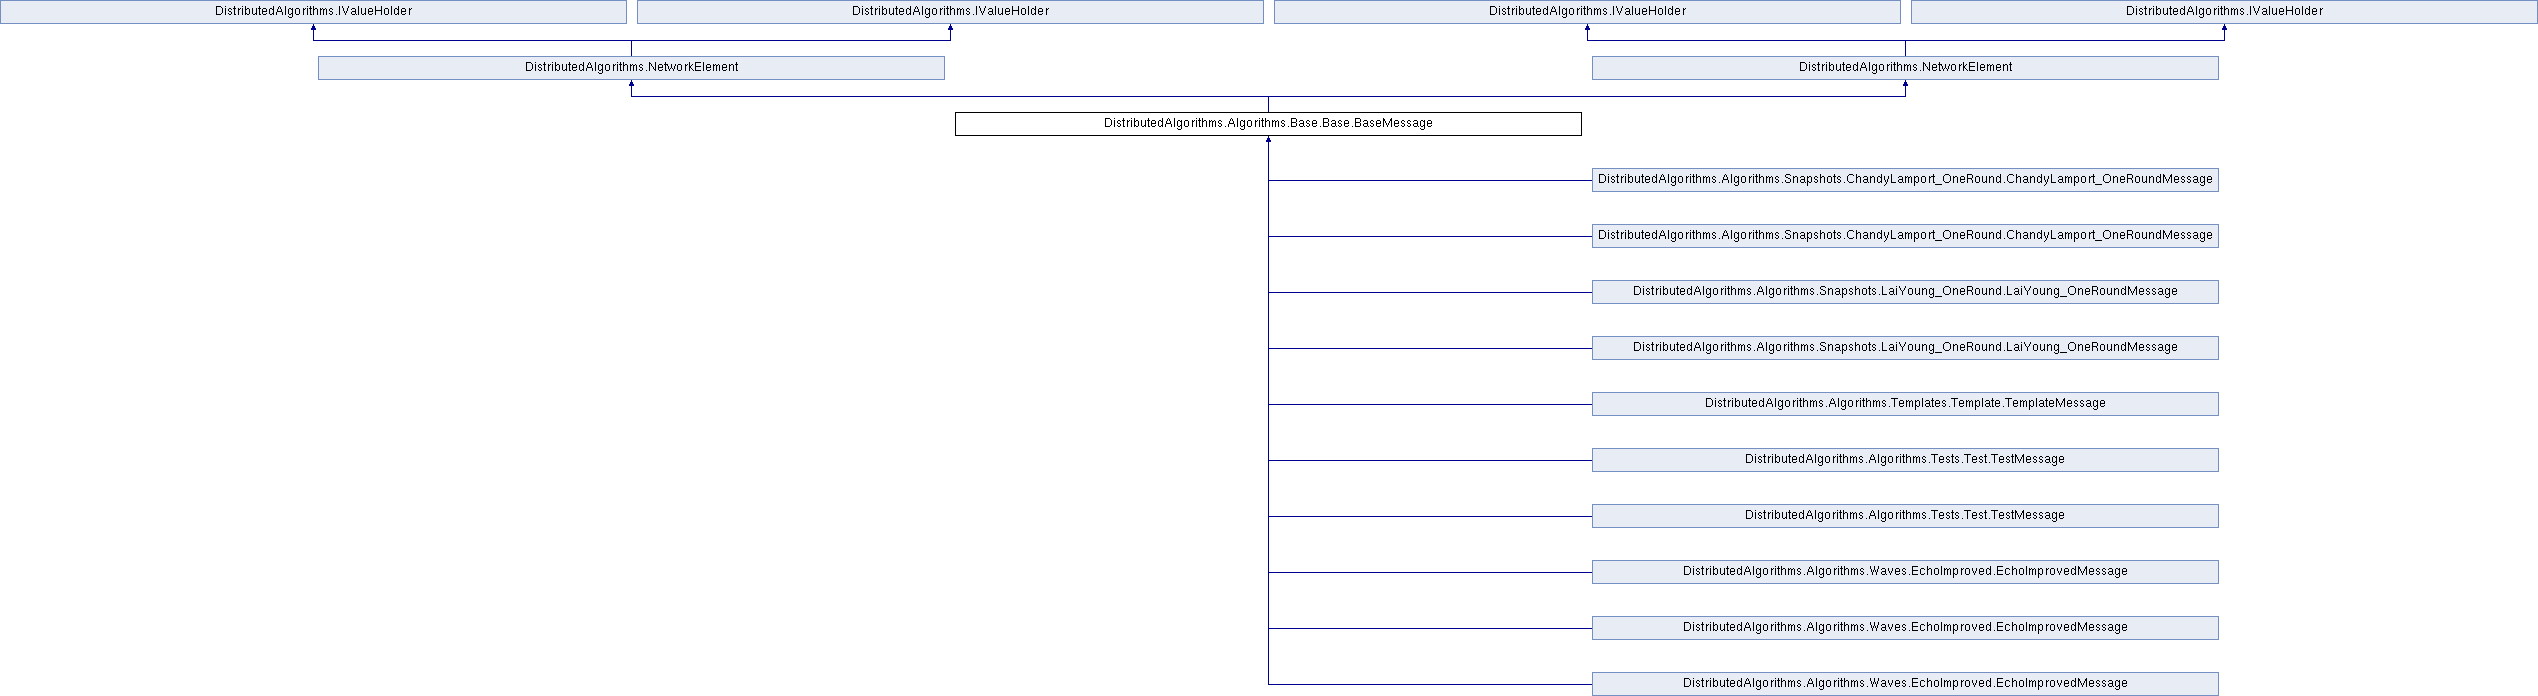 DistributedAlgorithms.IValueHolder
DistributedAlgorithms.IValueHolder
DistributedAlgorithms.IValueHolder
DistributedAlgorithms.IValueHolder
DistributedAlgorithms.NetworkElement
DistributedAlgorithms.NetworkElement
DistributedAlgorithms.Algorithms.Base.Base.BaseMessage
DistributedAlgorithms.Algorithms.Snapshots.ChandyLamport_OneRound.ChandyLamport_OneRoundMessage
DistributedAlgorithms.Algorithms.Snapshots.ChandyLamport_OneRound.ChandyLamport_OneRoundMessage
DistributedAlgorithms.Algorithms.Snapshots.LaiYoung_OneRound.LaiYoung_OneRoundMessage
DistributedAlgorithms.Algorithms.Snapshots.LaiYoung_OneRound.LaiYoung_OneRoundMessage
DistributedAlgorithms.Algorithms.Templates.Template.TemplateMessage
DistributedAlgorithms.Algorithms.Tests.Test.TestMessage
DistributedAlgorithms.Algorithms.Tests.Test.TestMessage
DistributedAlgorithms.Algorithms.Waves.EchoImproved.EchoImprovedMessage
DistributedAlgorithms.Algorithms.Waves.EchoImproved.EchoImprovedMessage
DistributedAlgorithms.Algorithms.Waves.EchoImproved.EchoImprovedMessage